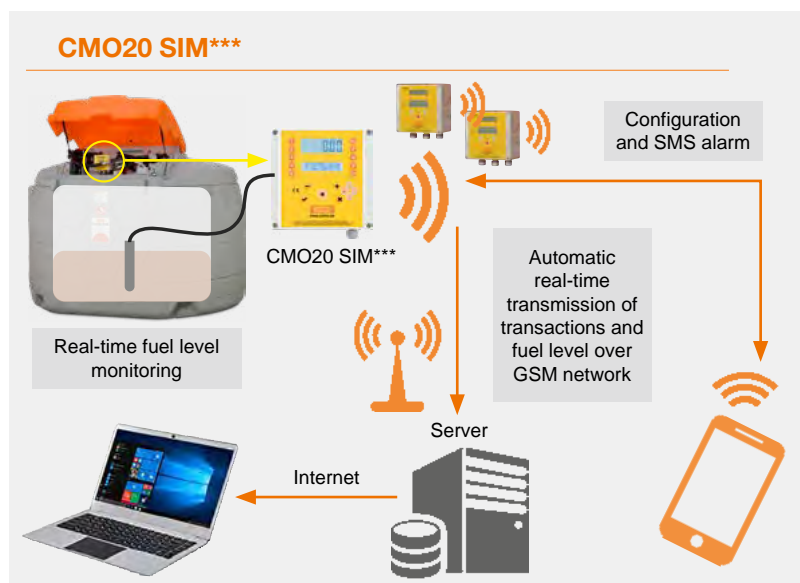 CMO20 SIM***
Configuration
and SMS alarm
CMO20 SIM***
Automatic
real-time
transmission of
transactions and
fuel level over
GSM network
Real-time fuel level
monitoring
Server
Internet